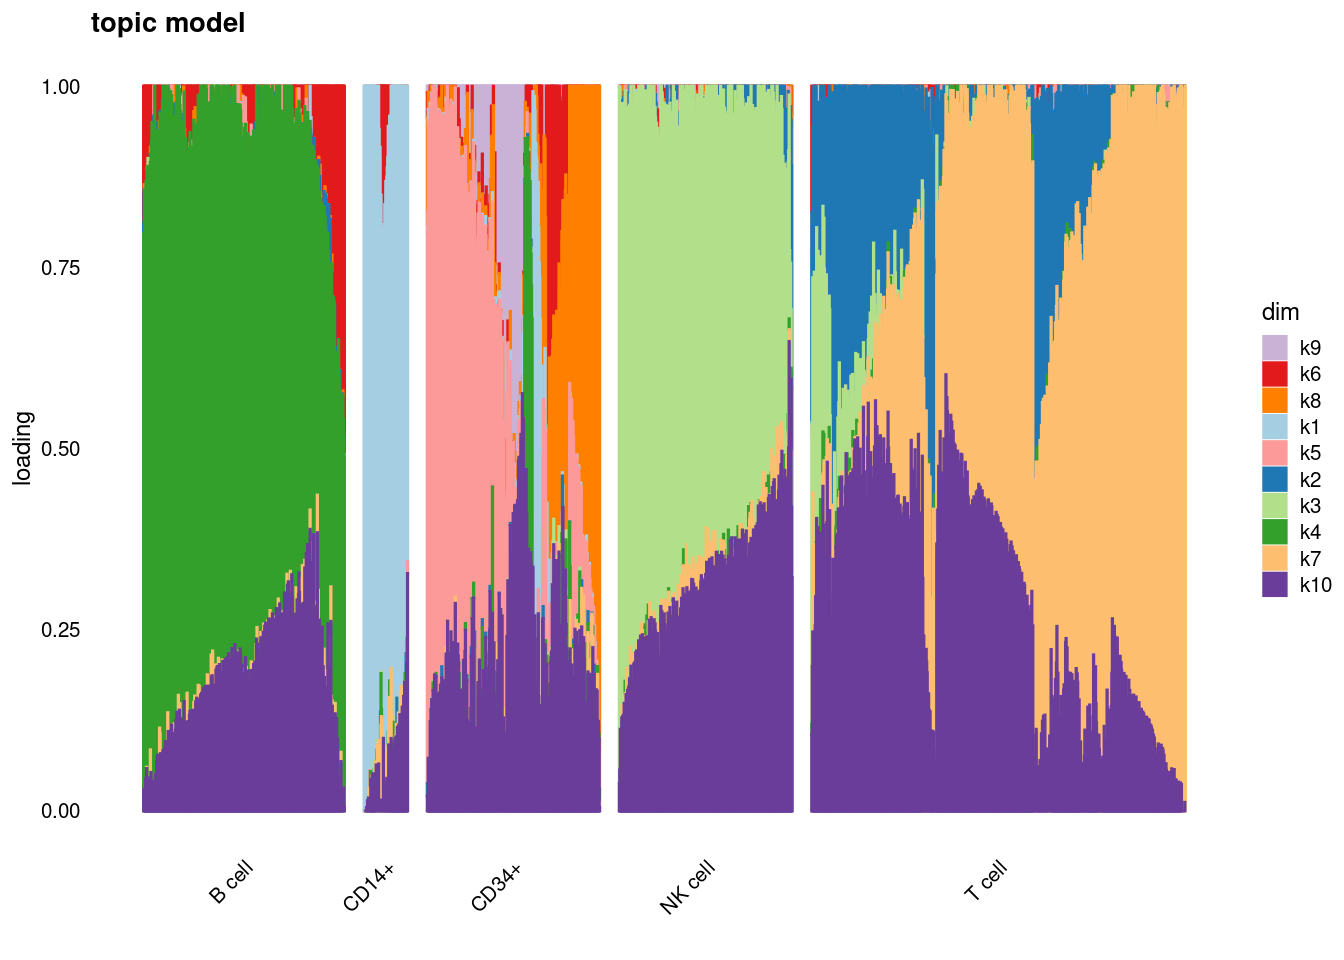 topic model
1.00
0.75
0.50
0.25
0.00
loading
B cell
CD14+
CD34+
NK cell
T cell
dim
k9
k6
k8
k1
k5
k2
k3
k4
k7
k10